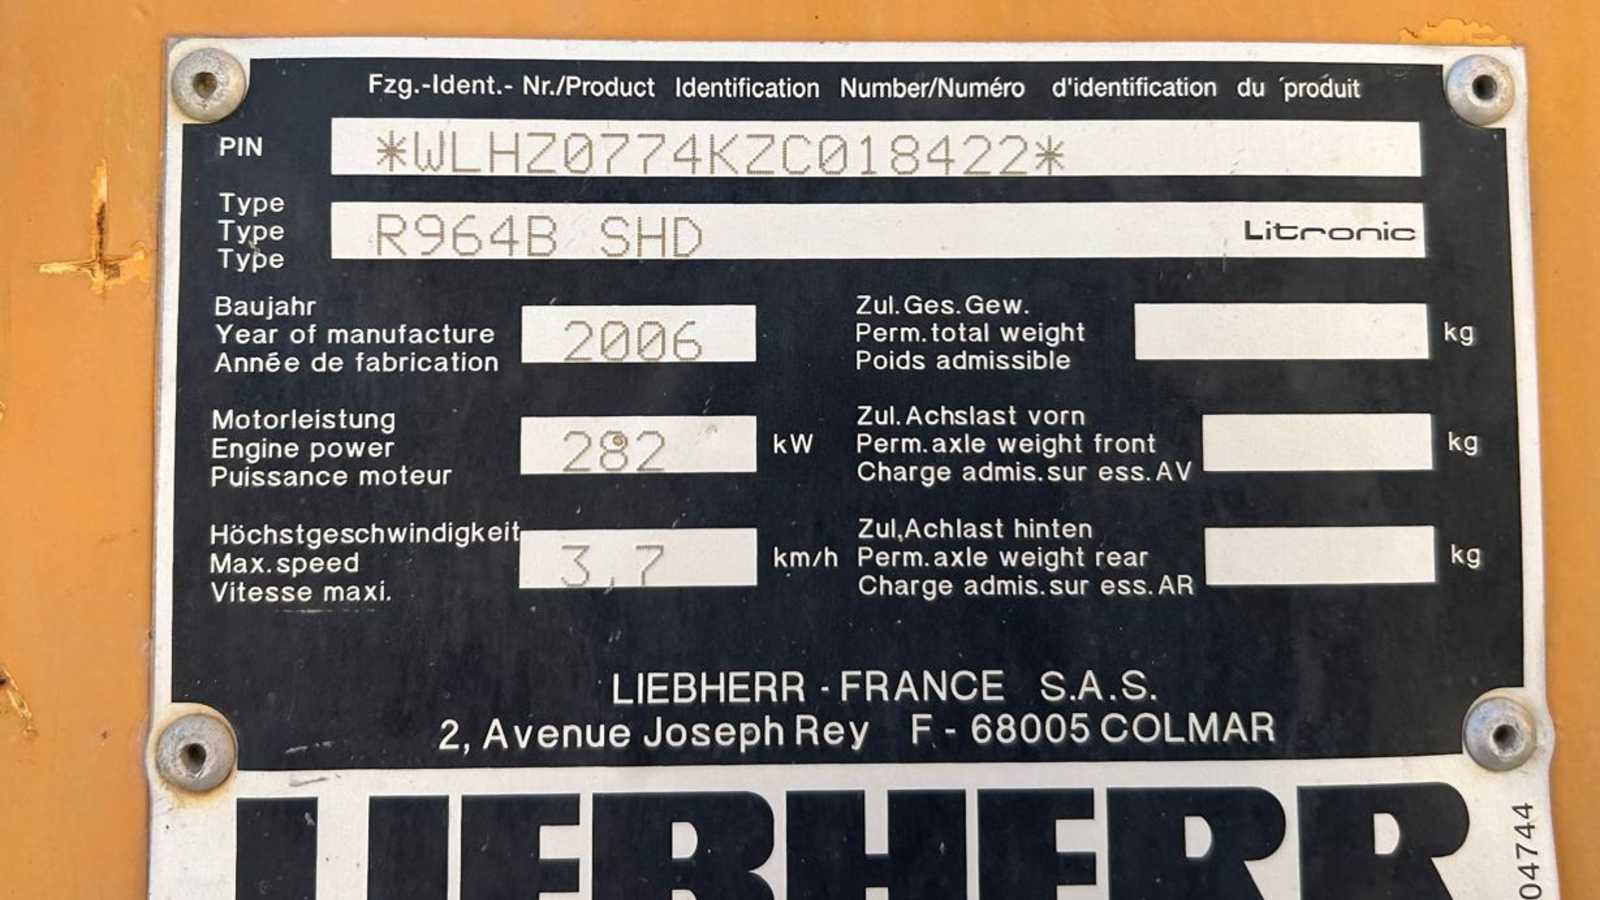 Fzg.-Ident.- Nr./Product Identification Number/Numéro d'identification du produit
PIN *WLHZ0774KZC018422*
Type
Type R964B SHD Litronic
Type
Baujahr
Year of manufacture 2006
Année de fabrication
Zul.Ges.Gew.
Perm.total weight kg
Poids admissible
Motorleistung
Engine power 282 kW
Puissance moteur
Zul.Achslast vorn
Perm.axle weight front kg
Charge admis.sur ess.AV
Höchstgeschwindigkeit
Max.speed 3,7 km/h
Vitesse maxi.
Zul,Achlast hinten
Perm.axle weight rear kg
Charge admis.sur ess.AR
LIEBHERR - FRANCE S.A.S.
2, Avenue Joseph Rey F - 68005 COLMAR
LIEBHERR
04744